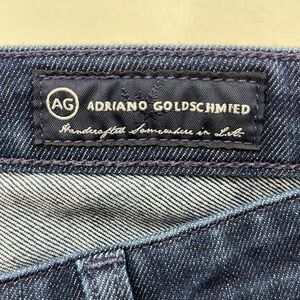 AG ADRIANO GOLDSCHMIED
Handcrafted Somewhere in L.A.